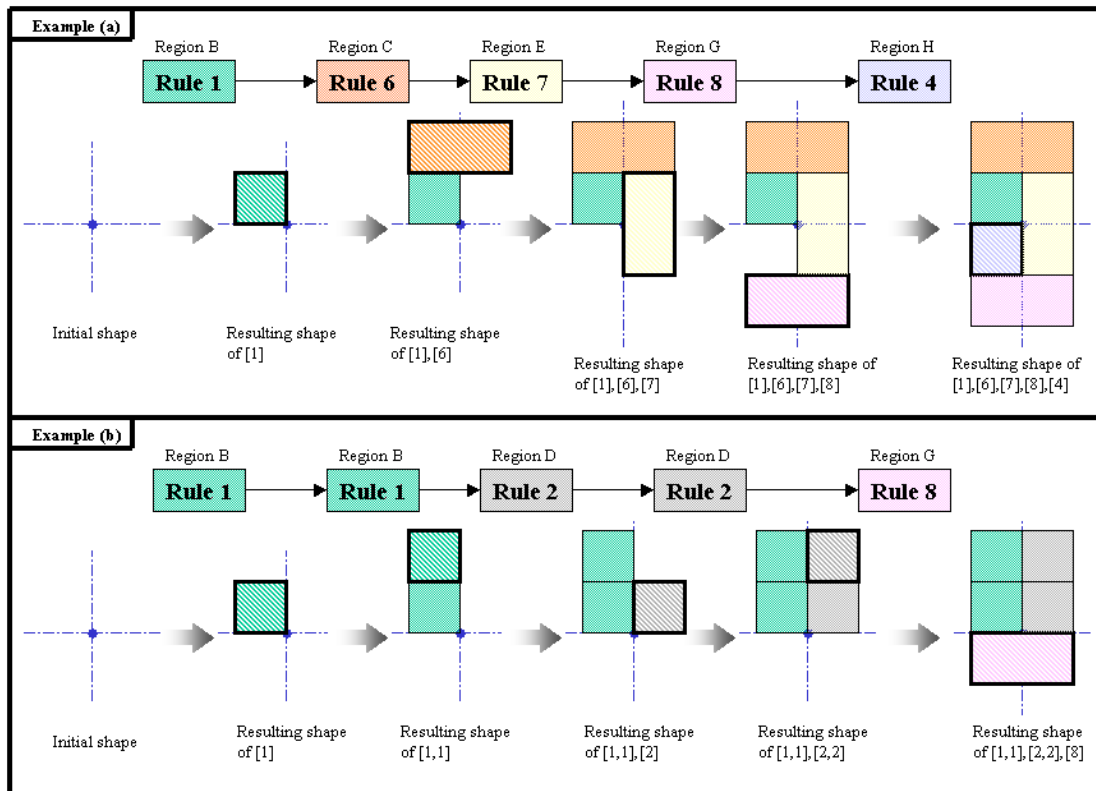 Example (a)
Region B Region C Region E Region G Region H
Rule 1 Rule 6 Rule 7 Rule 8 Rule 4
Initial shape
Resulting shape
of [1]
Resulting shape
of [1],[6]
Resulting shape
of [1],[6],[7]
Resulting shape of
[1],[6],[7],[8]
Resulting shape of
[1],[6],[7],[8],[4]
Example (b)
Region B Region B Region D Region D Region G
Rule 1 Rule 1 Rule 2 Rule 2 Rule 8
Initial shape
Resulting shape
of [1]
Resulting shape
of [1,1]
Resulting shape
of [1,1],[2]
Resulting shape
of [1,1],[2,2]
Resulting shape
of [1,1],[2,2],[8]